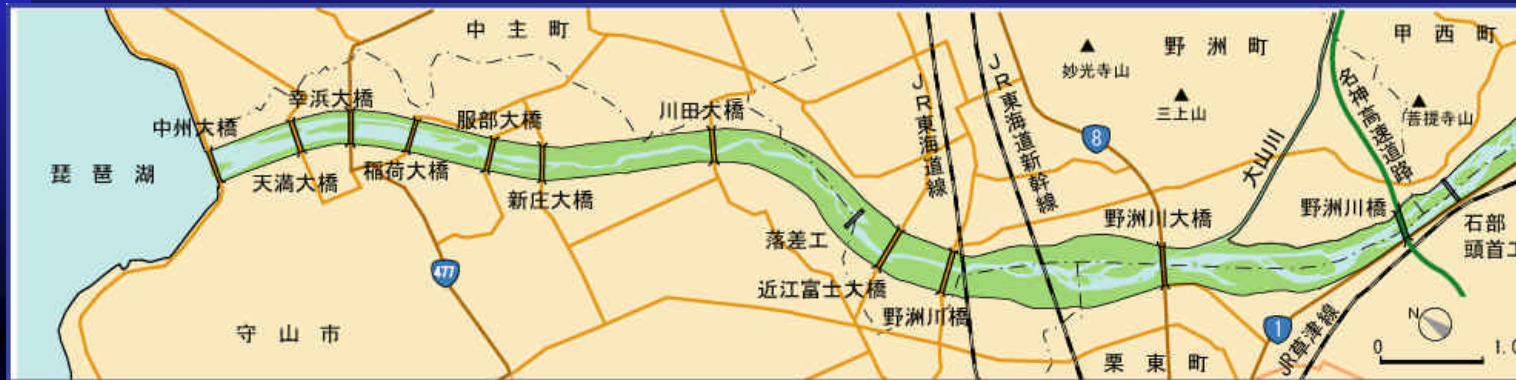 中主町
野洲町
甲西町
妙光寺山
三上山
菩提寺山
幸浜大橋
中州大橋
服部大橋
川田大橋
JR東海道線
JR東海道新幹線
8
大山川
名神高速道路
琵琶湖
天満大橋
稲荷大橋
新庄大橋
野洲川大橋
野洲川橋
石部
頭首工
落差工
近江富士大橋
野洲川橋
477
守山市
栗東町
1
JR草津線
N
0
1.0